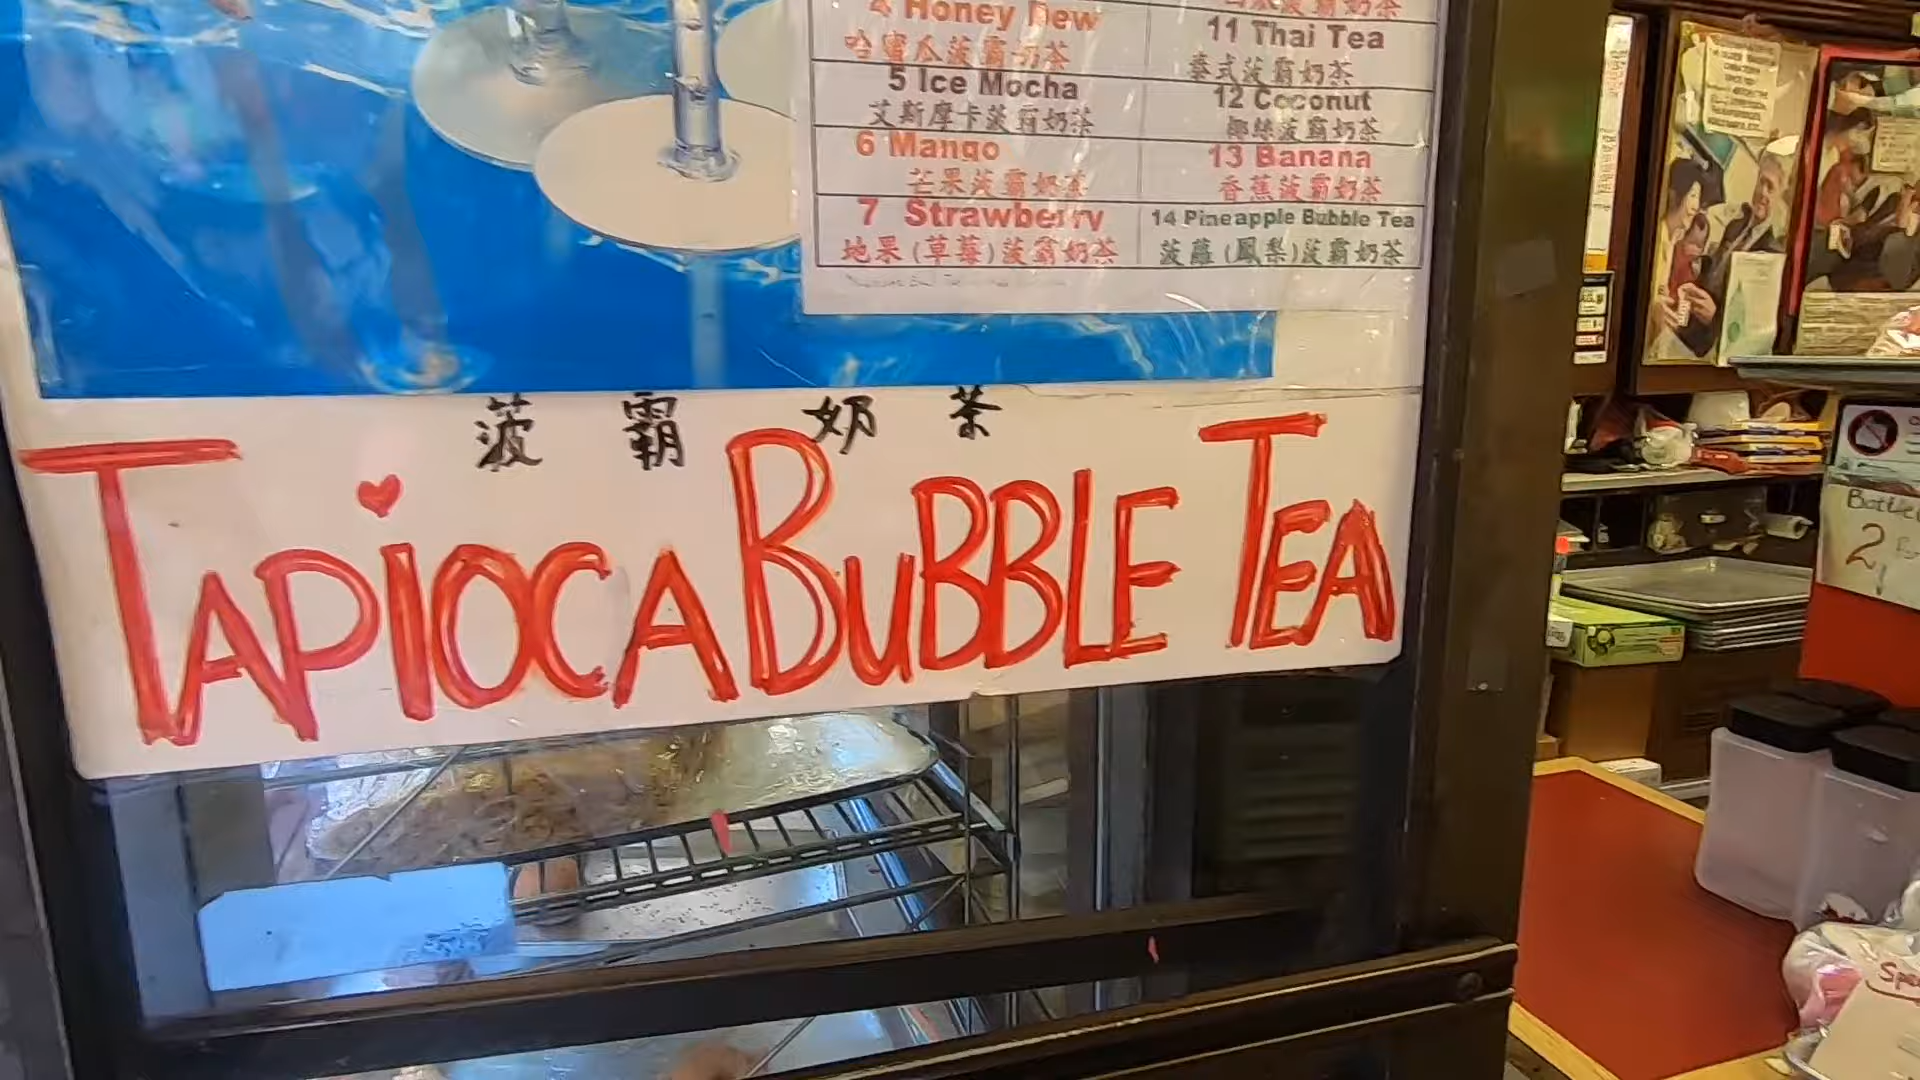 4 Honey Dew
哈蜜瓜菠霸奶茶
5 Ice Mocha
艾斯摩卡菠霸奶茶
6 Mango
芒果菠霸奶茶
7 Strawberry
地果(草莓)菠霸奶茶
菠霸奶茶
11 Thai Tea
泰式菠霸奶茶
12 Coconut
椰絲菠霸奶茶
13 Banana
香蕉菠霸奶茶
14 Pineapple Bubble Tea
菠蘿(鳳梨)菠霸奶茶
菠霸奶茶
TAPIOCA BUBBLE TEA
2